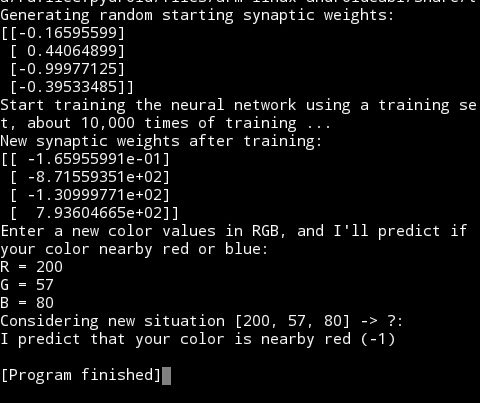 Generating random starting synaptic weights:
[[-0.16595599]
[ 0.44064899]
[-0.99977125]
[-0.39533485]]
Start training the neural network using a training se
t, about 10,000 times of training ...
New synaptic weights after training:
[[ -1.65955991e-01]
[ -8.71559351e+02]
[ -1.30999771e+02]
[  7.93604665e+02]]
Enter a new color values in RGB, and I'll predict if
your color nearby red or blue:
R = 200
G = 57
B = 80
Considering new situation [200, 57, 80] -> ?:
I predict that your color is nearby red (-1)
[Program finished]